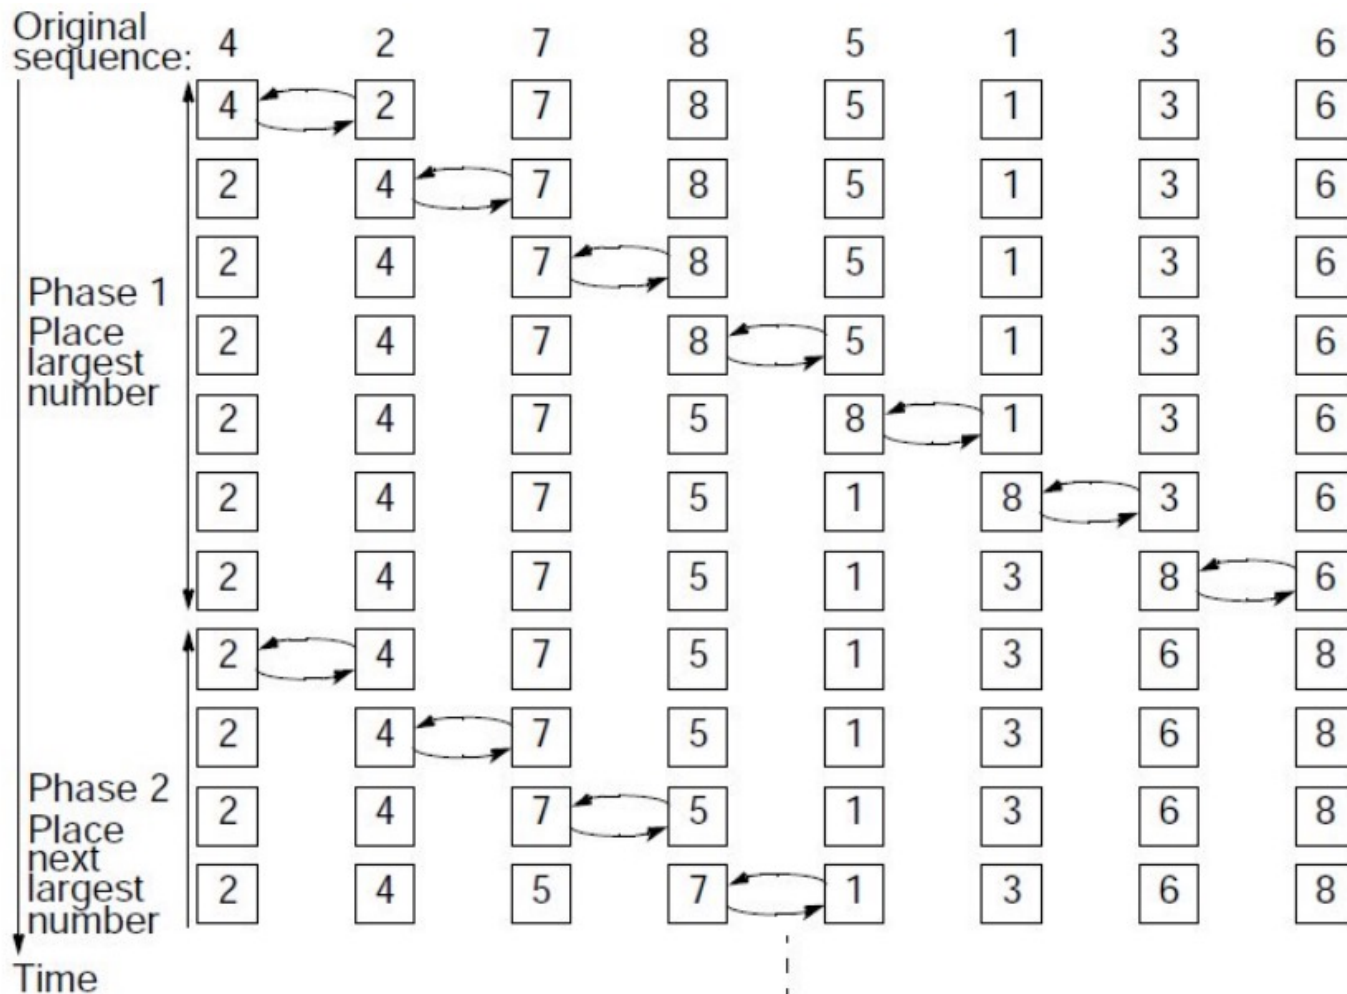 Original
sequence: 4 2 7 8 5 1 3 6
4 2 7 8 5 1 3 6
2 4 7 8 5 1 3 6
2 4 7 8 5 1 3 6
Phase 1
Place
largest
number
2 4 7 8 5 1 3 6
2 4 7 5 8 1 3 6
2 4 7 5 1 8 3 6
2 4 7 5 1 3 8 6
2 4 7 5 1 3 6 8
2 4 7 5 1 3 6 8
Phase 2
Place
next
largest
number
2 4 7 5 1 3 6 8
2 4 5 7 1 3 6 8
Time